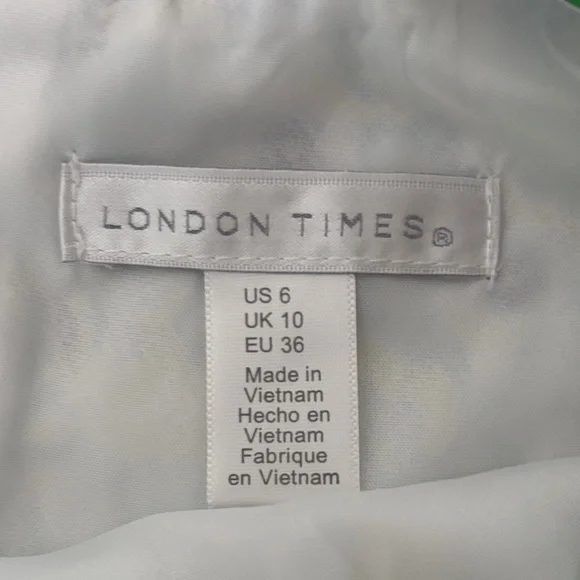 LONDON TIMES®
US 6
UK 10
EU 36
Made in
Vietnam
Hecho en
Vietnam
Fabrique
en Vietnam